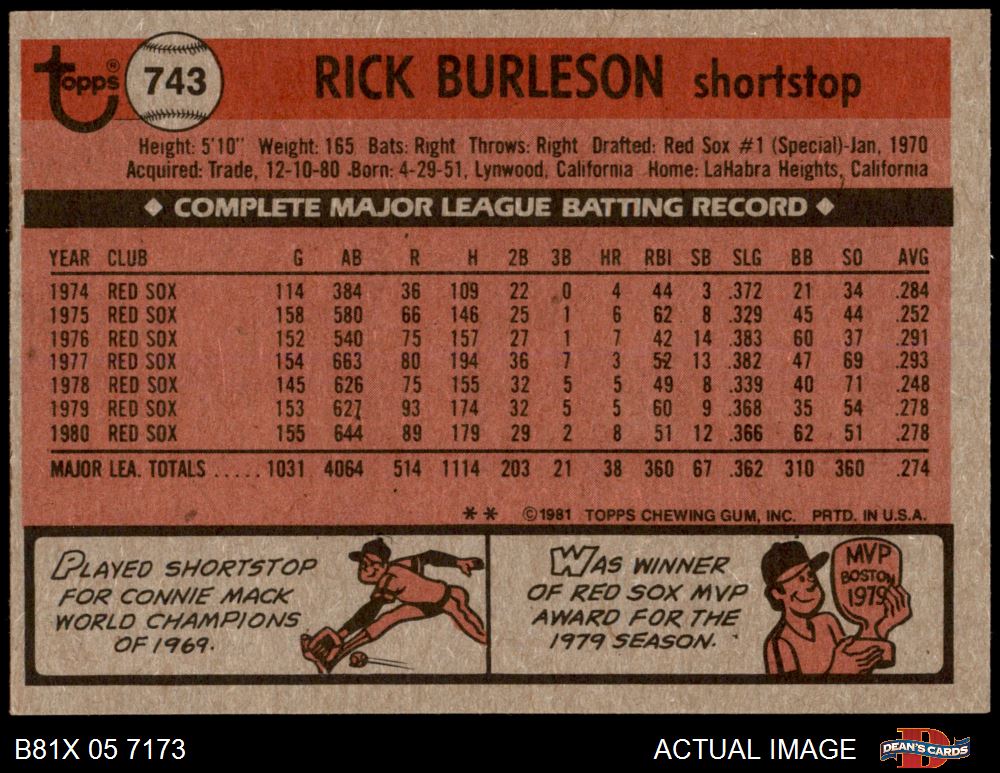 Topps® 743 RICK BURLESON shortstop
Height: 5'10" Weight: 165 Bats: Right Throws: Right Drafted: Red Sox #1 (Special)-Jan, 1970
Acquired: Trade, 12-10-80 Born: 4-29-51, Lynwood, California Home: LaHabra Heights, California
◆ COMPLETE MAJOR LEAGUE BATTING RECORD ◆
YEAR CLUB G AB R H 2B 3B HR RBI SB SLG BB SO AVG
1974 RED SOX 114 384 36 109 22 0 4 44 3 .372 21 34 .284
1975 RED SOX 158 580 66 146 25 1 6 62 8 .329 45 44 .252
1976 RED SOX 152 540 75 157 27 1 7 42 14 .383 60 37 .291
1977 RED SOX 154 663 80 194 36 7 3 52 13 .382 47 69 .293
1978 RED SOX 145 626 75 155 32 5 5 49 8 .339 40 71 .248
1979 RED SOX 153 627 93 174 32 5 5 60 9 .368 35 54 .278
1980 RED SOX 155 644 89 179 29 2 8 51 12 .366 62 51 .278
MAJOR LEA. TOTALS ..... 1031 4064 514 1114 203 21 38 360 67 .362 310 360 .274
** ©1981 TOPPS CHEWING GUM, INC. PRTD. IN U.S.A.
PLAYED SHORTSTOP
FOR CONNIE MACK
WORLD CHAMPIONS
OF 1969.
WAS WINNER
OF RED SOX MVP
AWARD FOR THE
1979 SEASON.
MVP
BOSTON
1979
B81X 05 7173 ACTUAL IMAGE DEAN'S CARDS